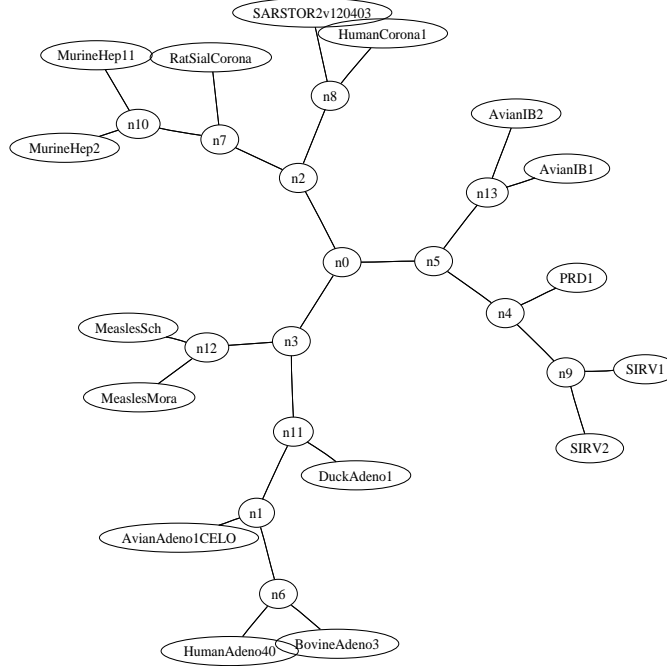 SARSTOR2v120403
HumanCorona1
MurineHep11
RatSialCorona
n8
AvianIB2
n10
n7
MurineHep2
AvianIB1
n2
n13
n0
n5
PRD1
n4
MeaslesSch
n3
n12
SIRV1
n9
MeaslesMora
n11
SIRV2
DuckAdeno1
n1
AvianAdeno1CELO
n6
HumanAdeno40
BovineAdeno3